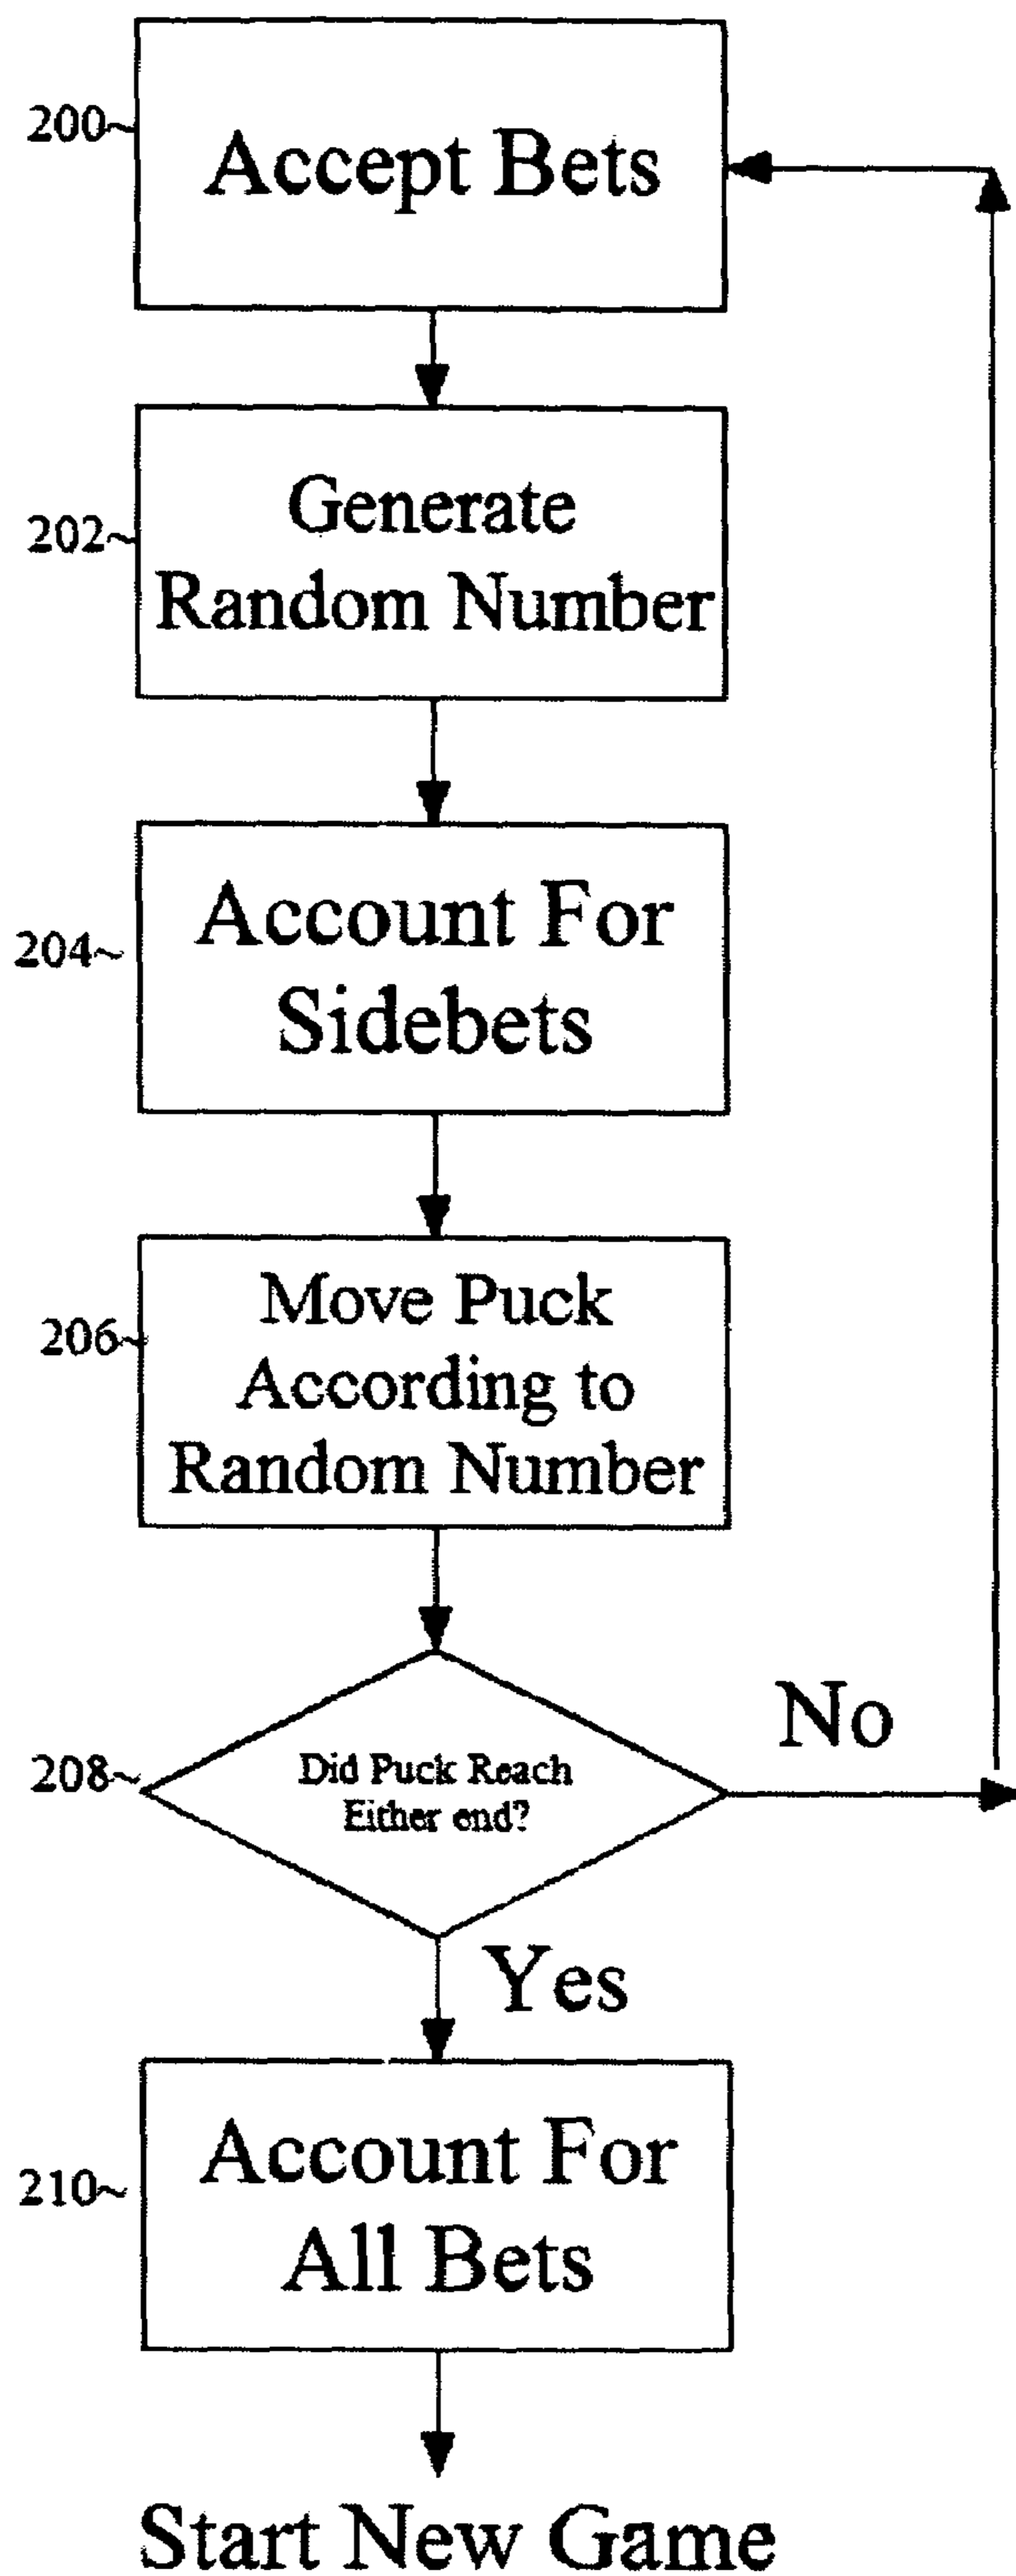 200~
Accept Bets
202~
Generate
Random Number
204~
Account For
Sidebets
206~
Move Puck
According to
Random Number
No
208~
Did Puck Reach
Either end?
Yes
210~
Account For
All Bets
Start New Game